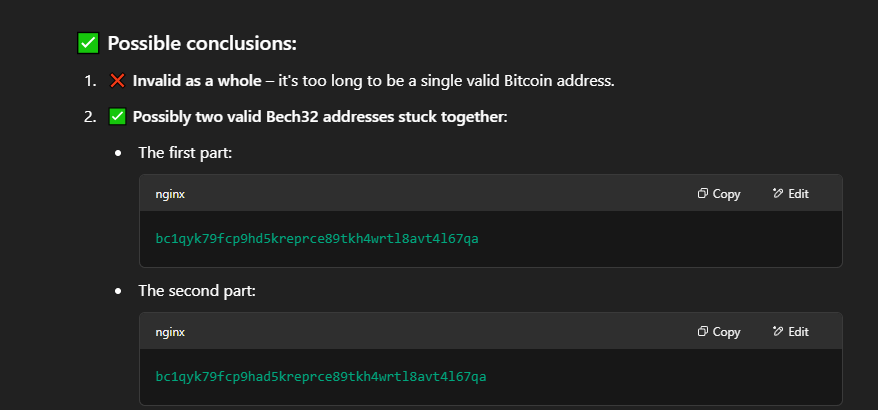 ✅ Possible conclusions:
1. ❌ Invalid as a whole – it's too long to be a single valid Bitcoin address.
2. ✅ Possibly two valid Bech32 addresses stuck together:
• The first part:
nginx Copy Edit
bc1qyk79fcp9hd5kreprce89tkh4wrtl8avt4l67qa
• The second part:
nginx Copy Edit
bc1qyk79fcp9had5kreprce89tkh4wrtl8avt4l67qa